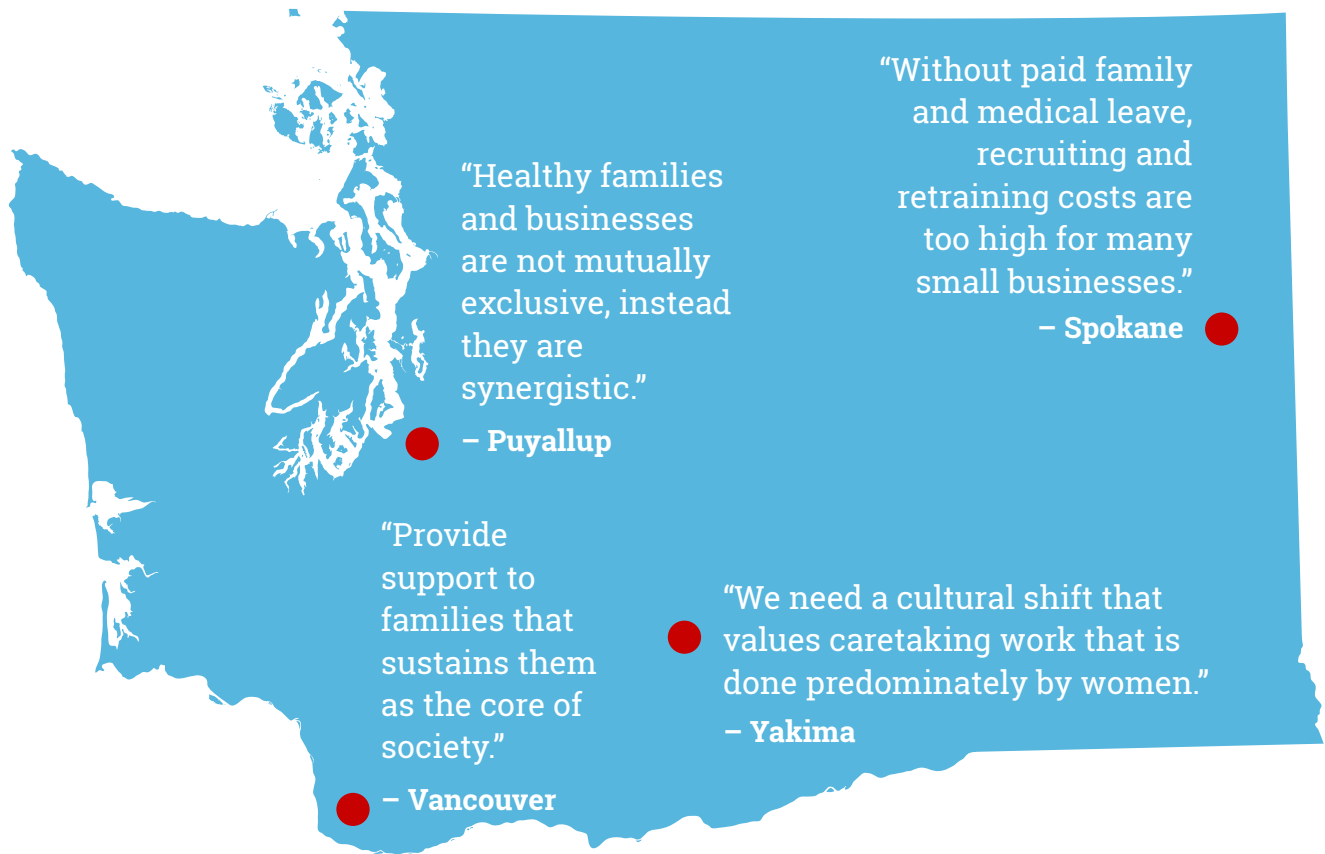 “Without paid family
and medical leave,
recruiting and
retraining costs are
too high for many
small businesses.”
– Spokane
“Healthy families
and businesses
are not mutually
exclusive, instead
they are
synergistic.”
– Puyallup
“Provide
support to
families that
sustains them
as the core of
society.”
– Vancouver
“We need a cultural shift that
values caretaking work that is
done predominately by women.”
– Yakima